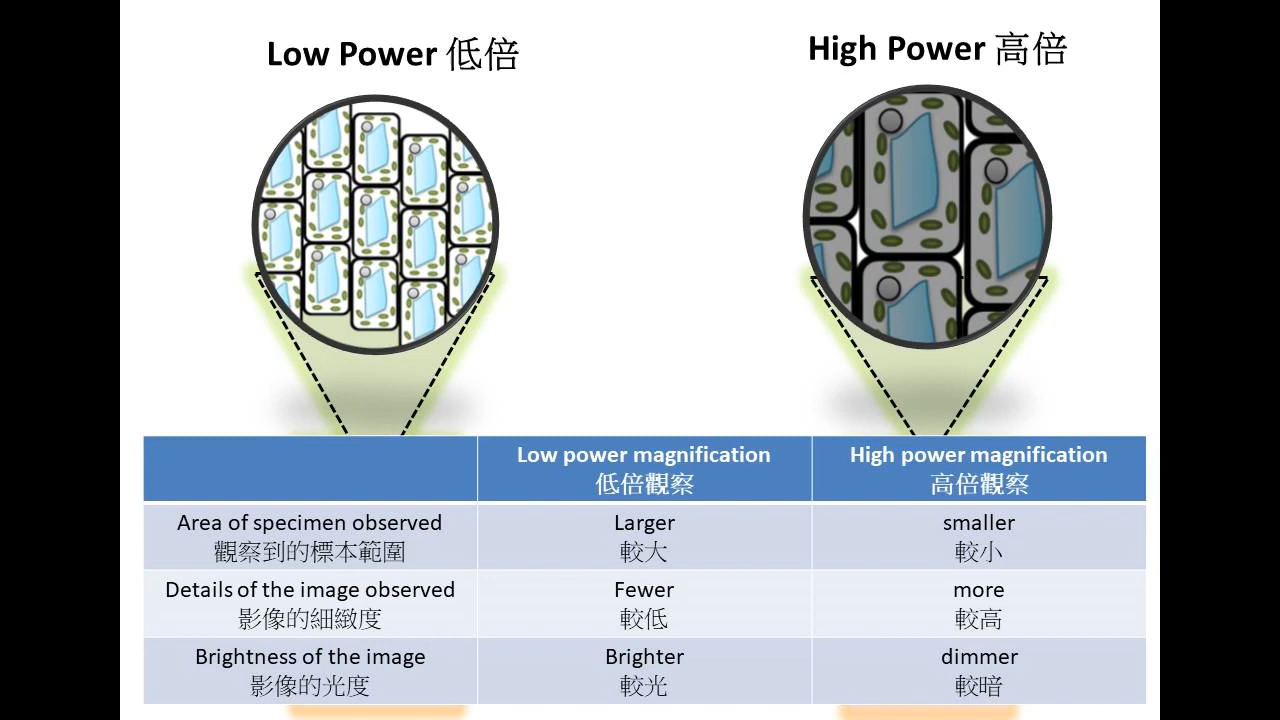 Low Power 低倍
High Power 高倍
Low power magnification
低倍觀察
High power magnification
高倍觀察
Area of specimen observed
觀察到的標本範圍
Larger
較大
smaller
較小
Details of the image observed
影像的細緻度
Fewer
較低
more
較高
Brightness of the image
影像的光度
Brighter
較光
dimmer
較暗